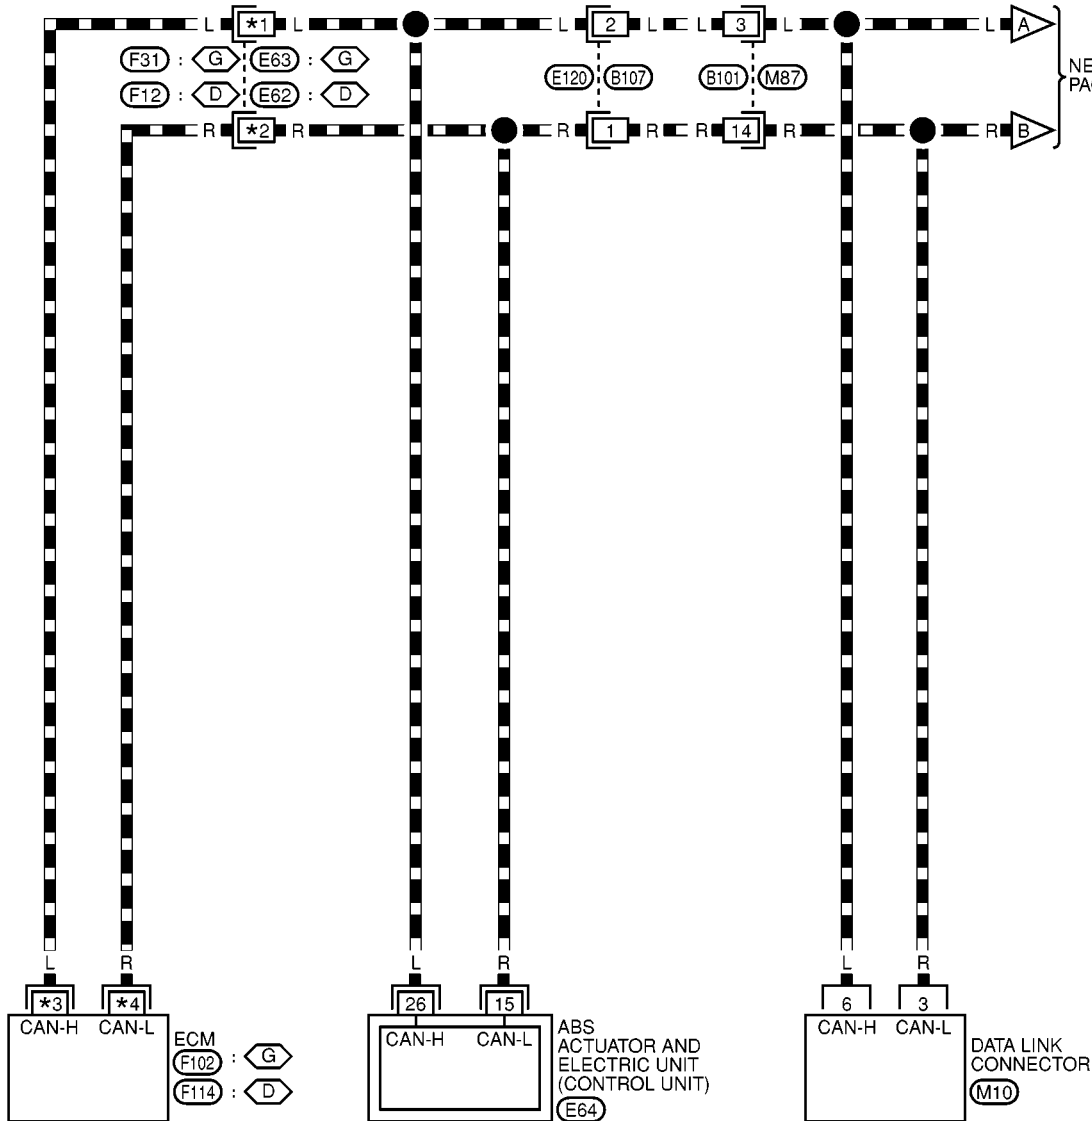 L *1 L L 2 L L 3 L L A
F31 : G E63 : G
F12 : D E62 : D
E120 B107 B101 M87
R *2 R R 1 R R 14 R R B
L R L R L R
*3 *4 26 15 6 3
CAN-H CAN-L CAN-H CAN-L CAN-H CAN-L
ECM
F102 : G
F114 : D
ABS
ACTUATOR AND
ELECTRIC UNIT
(CONTROL UNIT)
E64
DATA LINK
CONNECTOR
M10